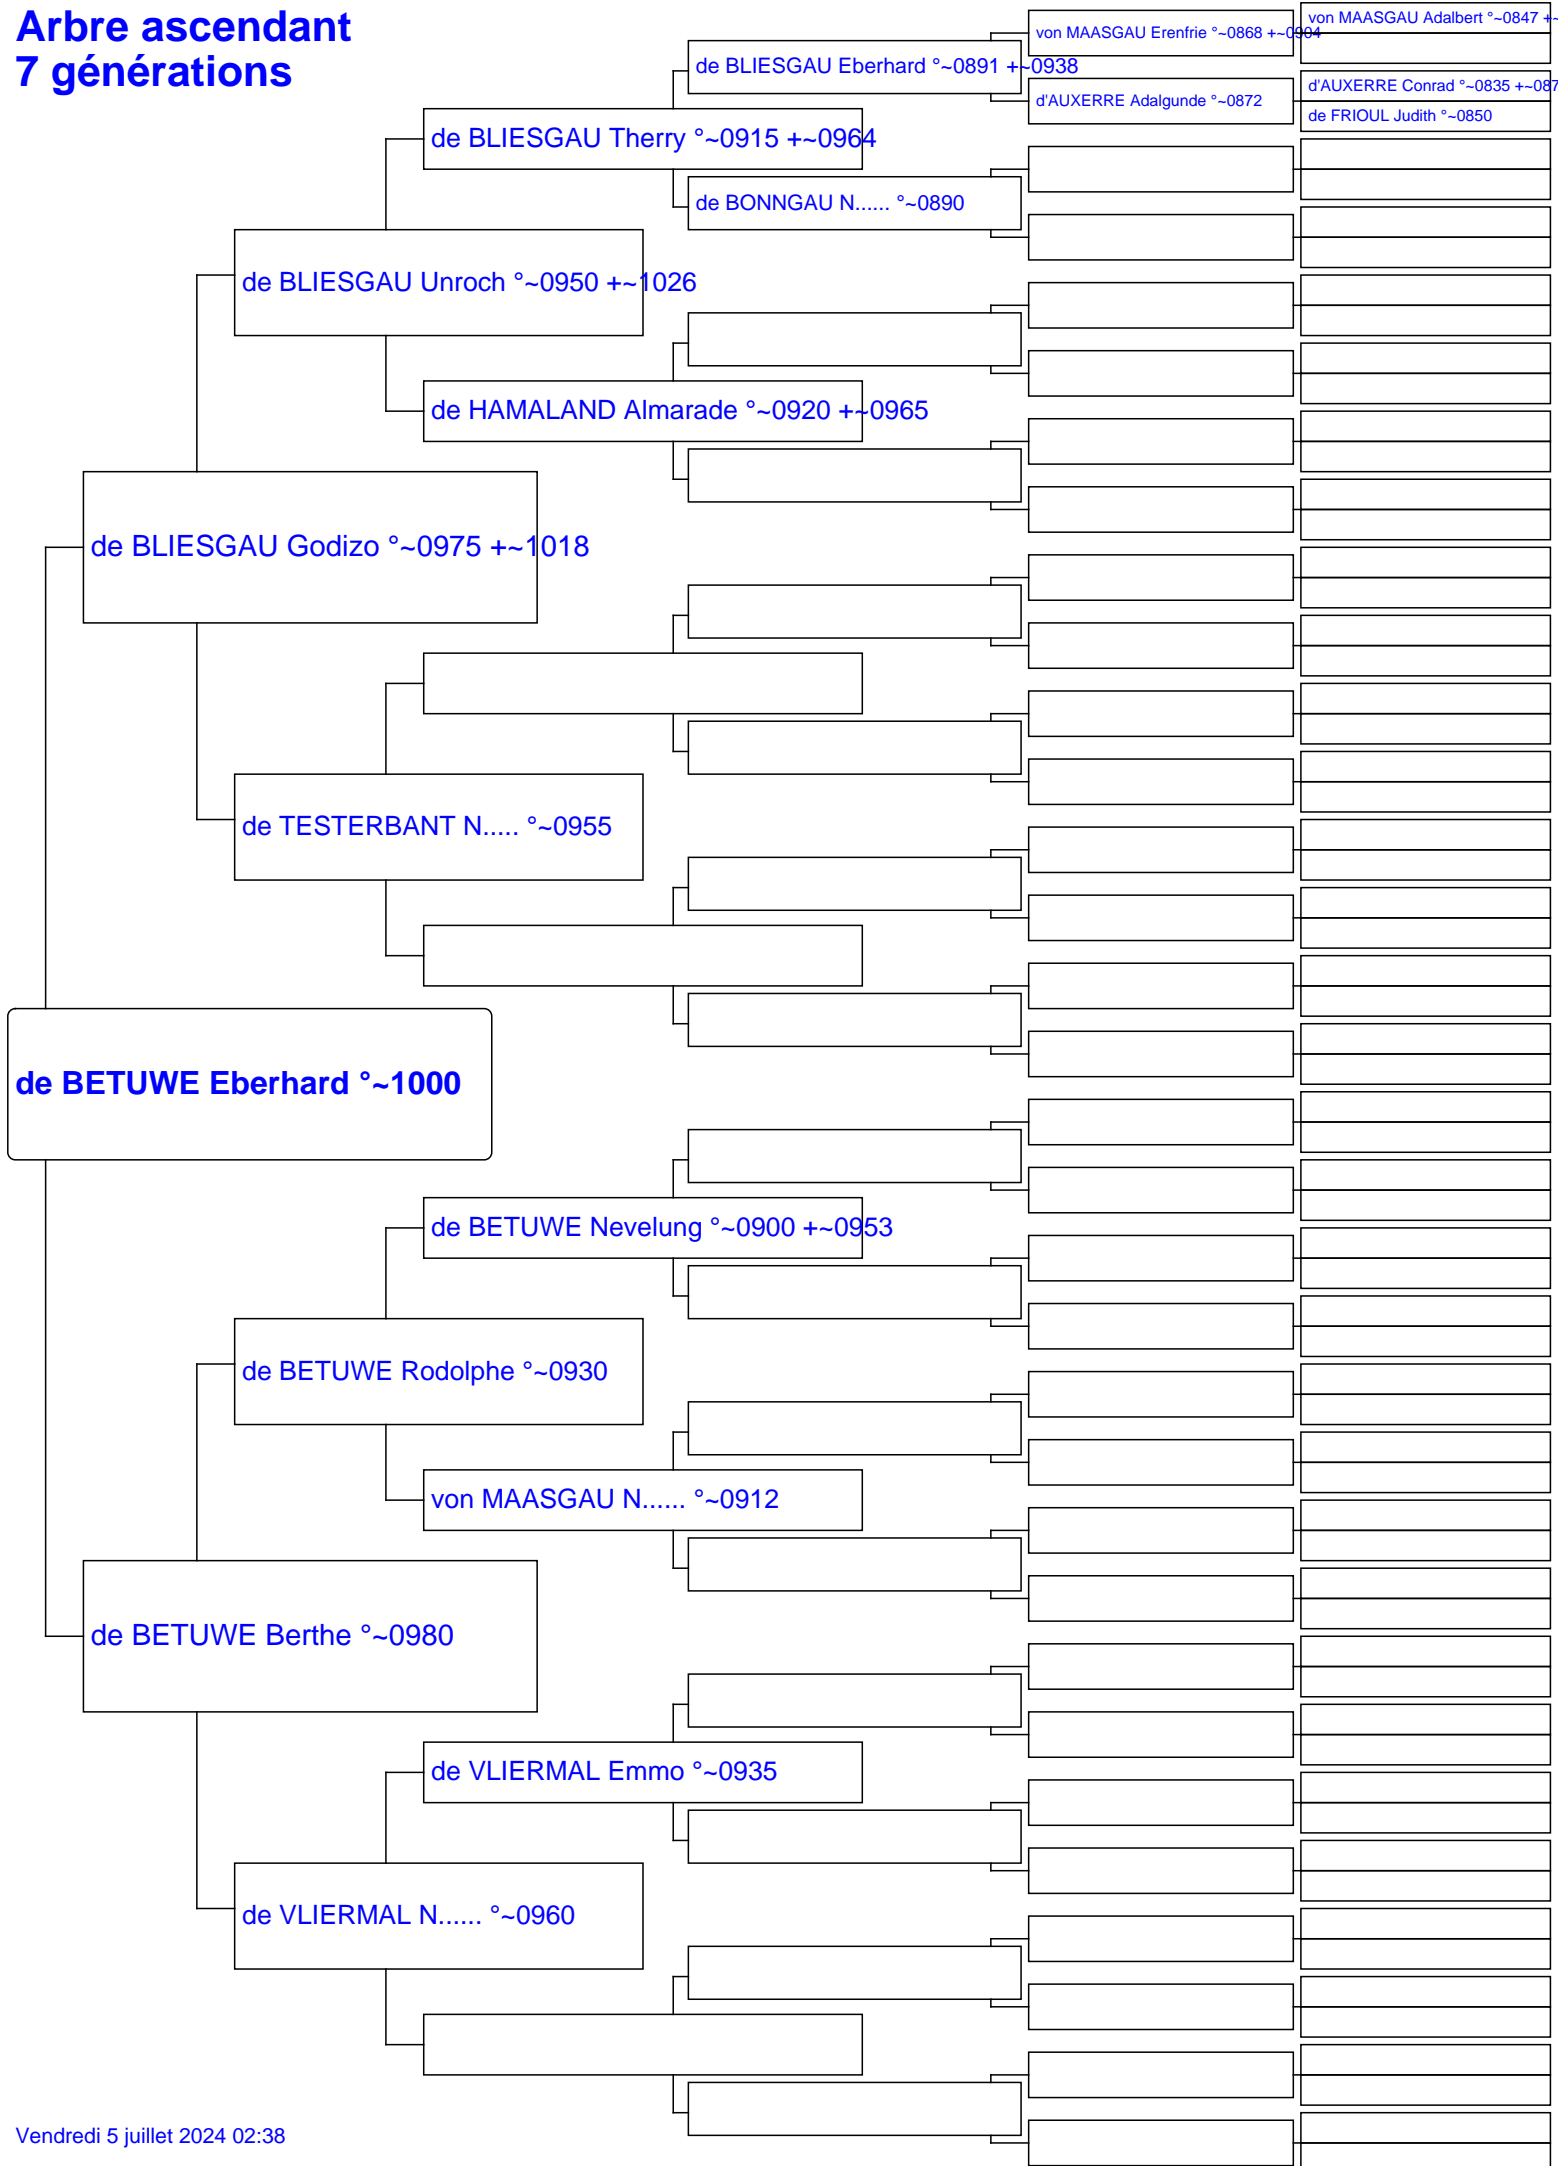 Arbre ascendant
7 générations
von MAASGAU Adalbert °~0847 +~
von MAASGAU Erenfrie °~0868 +~0904
de BLIESGAU Eberhard °~0891 +~0938
d'AUXERRE Conrad °~0835 +~087
d'AUXERRE Adalgunde °~0872
de FRIOUL Judith °~0850
de BLIESGAU Therry °~0915 +~0964
de BONNGAU N...... °~0890
de BLIESGAU Unroch °~0950 +~1026
de HAMALAND Almarade °~0920 +~0965
de BLIESGAU Godizo °~0975 +~1018
de TESTERBANT N..... °~0955
de BETUWE Eberhard °~1000
de BETUWE Nevelung °~0900 +~0953
de BETUWE Rodolphe °~0930
von MAASGAU N...... °~0912
de BETUWE Berthe °~0980
de VLIERMAL Emmo °~0935
de VLIERMAL N...... °~0960
Vendredi 5 juillet 2024 02:38